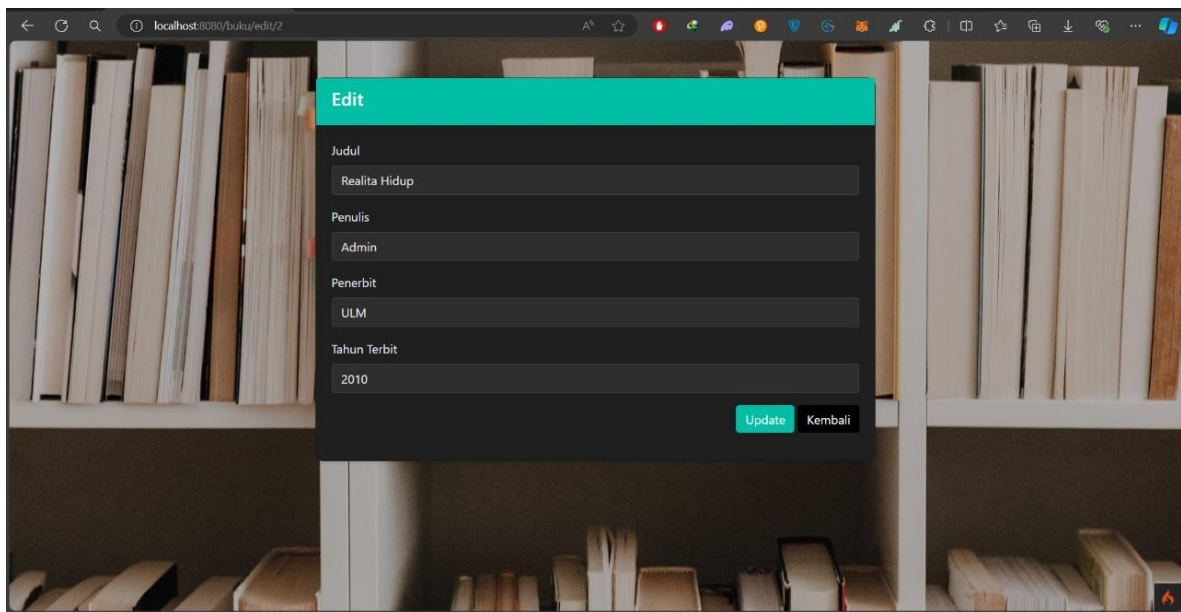 localhost:8080/buku/edit/2
Edit
Judul
Realita Hidup
Penulis
Admin
Penerbit
ULM
Tahun Terbit
2010
Update Kembali